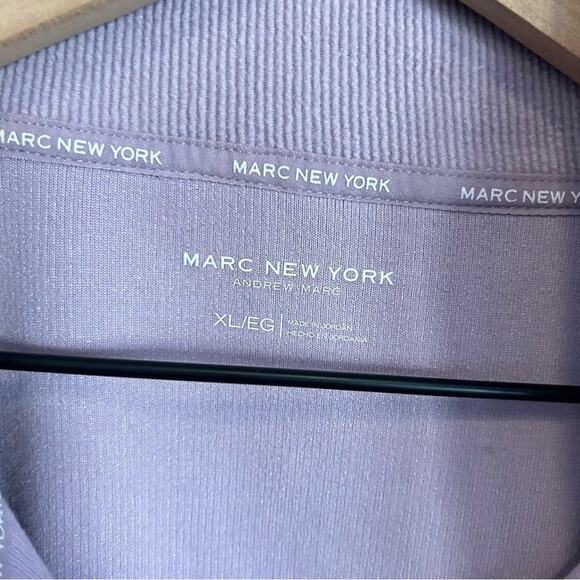 MARC NEW YORK MARC NEW YORK MARC NEW Y
MARC NEW YORK
ANDREW MARC
XL/EG
MADE IN JORDAN
HECHO EN JORDANIA
NEW YORK